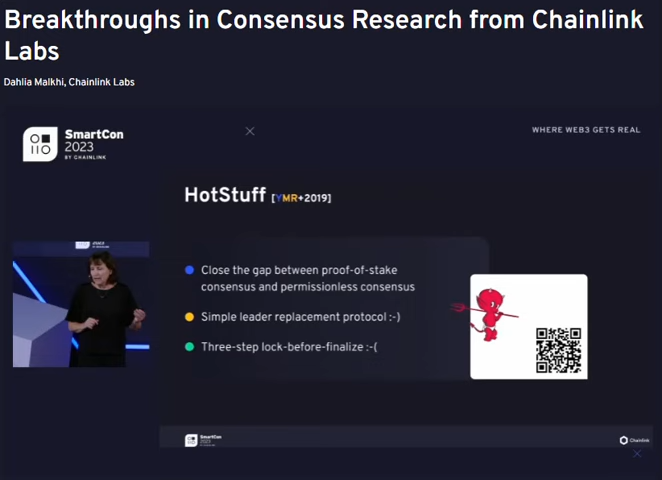 Breakthroughs in Consensus Research from Chainlink
Labs
Dahlia Malkhi, Chainlink Labs
SmartCon
2023
BY CHAINLINK
WHERE WEB3 GETS REAL
HotStuff [YMR+2019]
Close the gap between proof-of-stake
consensus and permissionless consensus
Simple leader replacement protocol :-)
Three-step lock-before-finalize :-(
SmartCon
Chainlink